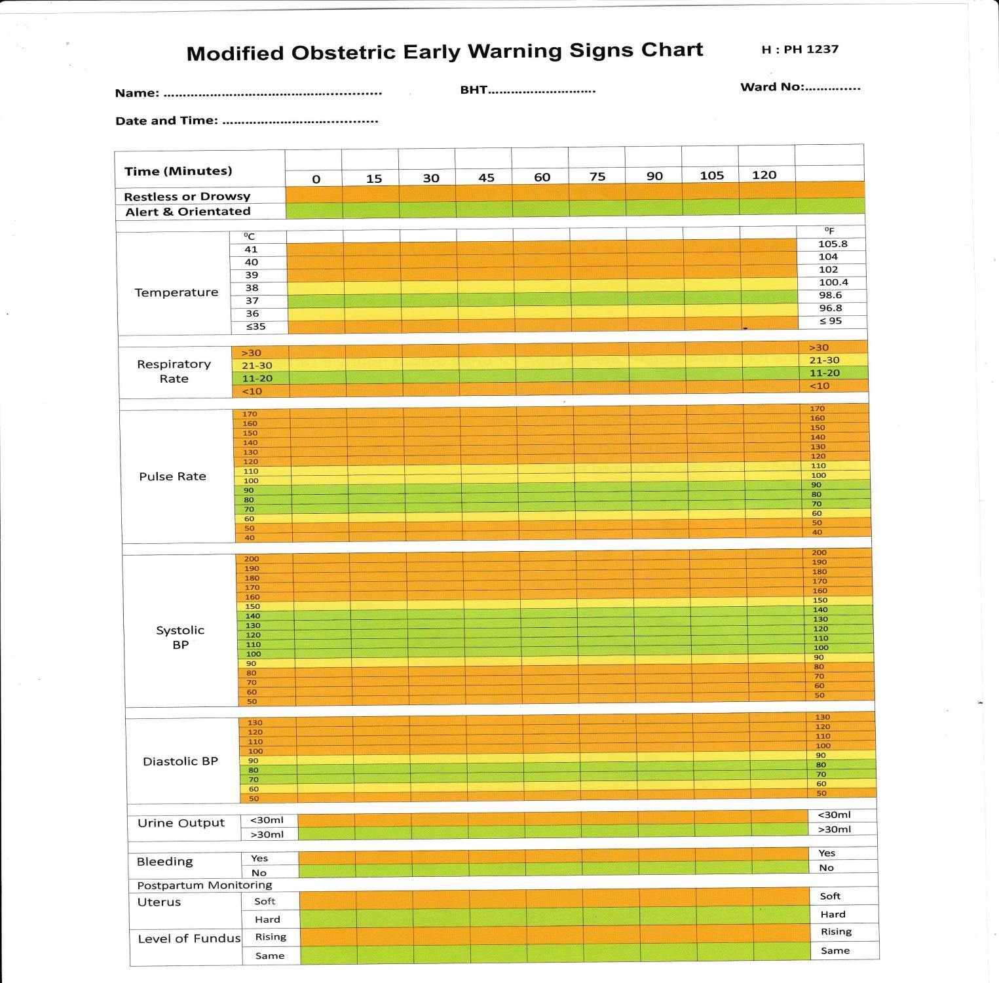 Modified Obstetric Early Warning Signs Chart H : PH 1237
Name: .......................................................... BHT............................ Ward No:..............
Date and Time: .........................................
Time (Minutes) 0 15 30 45 60 75 90 105 120
Restless or Drowsy
Alert & Orientated
⁰C ⁰F
41 105.8
40 104
39 102
Temperature 38 100.4
37 98.6
36 96.8
≤35 ≤ 95
>30 >30
Respiratory 21-30 21-30
Rate 11-20 11-20
<10 <10
170 170
160 160
150 150
140 140
130 130
120 120
110 110
Pulse Rate 100 100
90 90
80 80
70 70
60 60
50 50
40 40
200 200
190 190
180 180
170 170
160 160
150 150
140 140
130 130
Systolic 120 120
BP 110 110
100 100
90 90
80 80
70 70
60 60
50 50
130 130
120 120
110 110
100 100
Diastolic BP 90 90
80 80
70 70
60 60
50 50
Urine Output <30ml <30ml
>30ml >30ml
Bleeding Yes Yes
No No
Postpartum Monitoring
Uterus Soft Soft
Hard Hard
Level of Fundus Rising Rising
Same Same